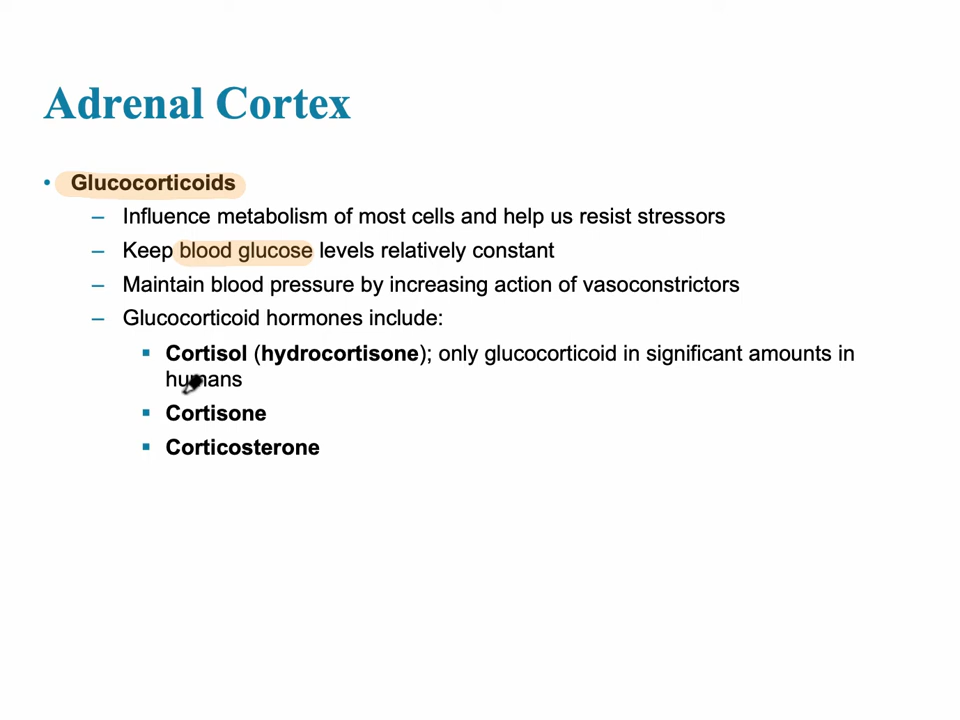 Adrenal Cortex
• Glucocorticoids
– Influence metabolism of most cells and help us resist stressors
– Keep blood glucose levels relatively constant
– Maintain blood pressure by increasing action of vasoconstrictors
– Glucocorticoid hormones include:
▪ Cortisol (hydrocortisone); only glucocorticoid in significant amounts in
humans
▪ Cortisone
▪ Corticosterone